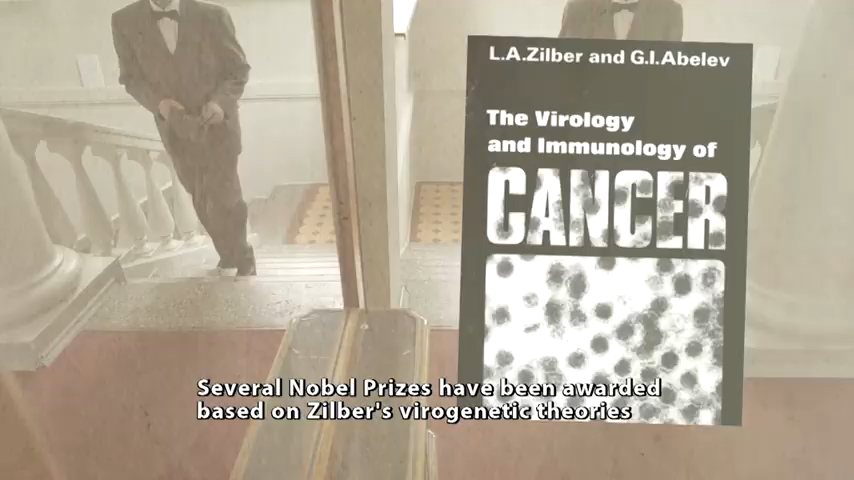 L.A.Zilber and G.I.Abelev
The Virology
and Immunology of
CANCER
Several Nobel Prizes have been awarded
based on Zilber's virogenetic theories